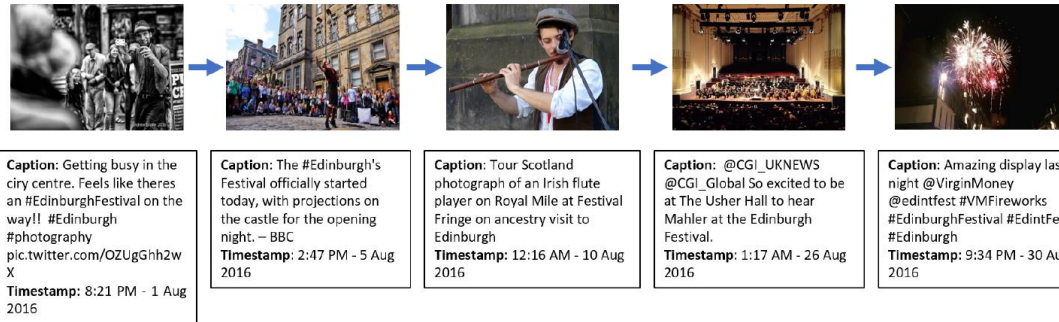 Caption: Getting busy in the
ciry centre. Feels like theres
an #EdinburghFestival on the
way!! #Edinburgh
#photography
pic.twitter.com/OZUgGhh2w
X
Timestamp: 8:21 PM - 1 Aug
2016
Caption: The #Edinburgh's
Festival officially started
today, with projections on
the castle for the opening
night. – BBC
Timestamp: 2:47 PM - 5 Aug
2016
Caption: Tour Scotland
photograph of an Irish flute
player on Royal Mile at Festival
Fringe on ancestry visit to
Edinburgh
Timestamp: 12:16 AM - 10 Aug
2016
Caption: @CGI_UKNEWS
@CGI_Global So excited to be
at The Usher Hall to hear
Mahler at the Edinburgh
Festival.
Timestamp: 1:17 AM - 26 Aug
2016
Caption: Amazing display las
night @VirginMoney
@edintfest #VMFireworks
#EdinburghFestival #EdintFe
#Edinburgh
Timestamp: 9:34 PM - 30 Au
2016